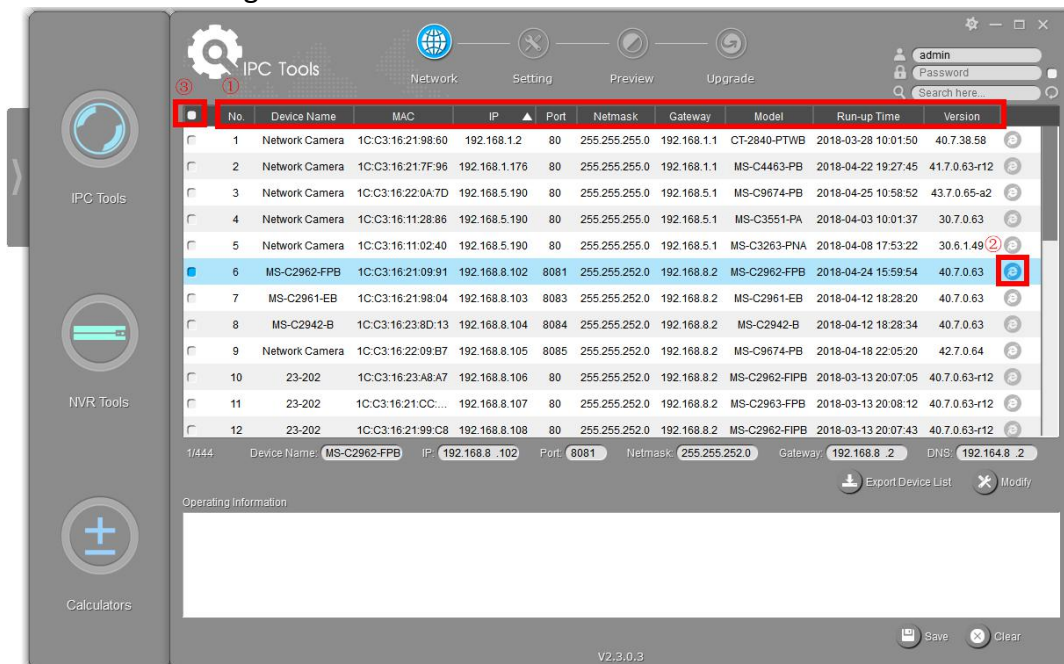 IPC Tools
Network
Setting
Preview
Upgrade
admin
Password
Search here...
③ ①
No. Device Name MAC IP ▲ Port Netmask Gateway Model Run-up Time Version
1 Network Camera 1C:C3:16:21:98:60 192.168.1.2 80 255.255.255.0 192.168.1.1 CT-2840-PTWB 2018-03-28 10:01:50 40.7.38.58
2 Network Camera 1C:C3:16:21:7F:96 192.168.1.176 80 255.255.255.0 192.168.1.1 MS-C4463-PB 2018-04-22 19:27:45 41.7.0.63-r12
3 Network Camera 1C:C3:16:22:0A:7D 192.168.5.190 80 255.255.255.0 192.168.5.1 MS-C9674-PB 2018-04-25 10:58:52 43.7.0.65-a2
4 Network Camera 1C:C3:16:11:28:86 192.168.5.190 80 255.255.255.0 192.168.5.1 MS-C3551-PA 2018-04-03 10:01:37 30.7.0.63
5 Network Camera 1C:C3:16:11:02:40 192.168.5.190 80 255.255.255.0 192.168.5.1 MS-C3263-PNA 2018-04-08 17:53:22 30.6.1.49 ②
6 MS-C2962-FPB 1C:C3:16:21:09:91 192.168.8.102 8081 255.255.252.0 192.168.8.2 MS-C2962-FPB 2018-04-24 15:59:54 40.7.0.63
7 MS-C2961-EB 1C:C3:16:21:98:04 192.168.8.103 8083 255.255.252.0 192.168.8.2 MS-C2961-EB 2018-04-12 18:28:20 40.7.0.63
8 MS-C2942-B 1C:C3:16:23:8D:13 192.168.8.104 8084 255.255.252.0 192.168.8.2 MS-C2942-B 2018-04-12 18:28:34 40.7.0.63
9 Network Camera 1C:C3:16:22:09:B7 192.168.8.105 8085 255.255.252.0 192.168.8.2 MS-C9674-PB 2018-04-18 22:05:20 42.7.0.64
10 23-202 1C:C3:16:23:A8:A7 192.168.8.106 80 255.255.252.0 192.168.8.2 MS-C2962-FIPB 2018-03-13 20:07:05 40.7.0.63-r12
11 23-202 1C:C3:16:21:CC:... 192.168.8.107 80 255.255.252.0 192.168.8.2 MS-C2963-FPB 2018-03-13 20:08:12 40.7.0.63-r12
12 23-202 1C:C3:16:21:99:C8 192.168.8.108 80 255.255.252.0 192.168.8.2 MS-C2962-FIPB 2018-03-13 20:07:43 40.7.0.63-r12
1/444 Device Name: MS-C2962-FPB IP: 192.168.8 .102 Port: 8081 Netmask: 255.255.252.0 Gateway: 192.168.8 .2 DNS: 192.164.8 .2
Export Device List Modify
Operating Information
Save Clear
V2.3.0.3
IPC Tools
NVR Tools
Calculators